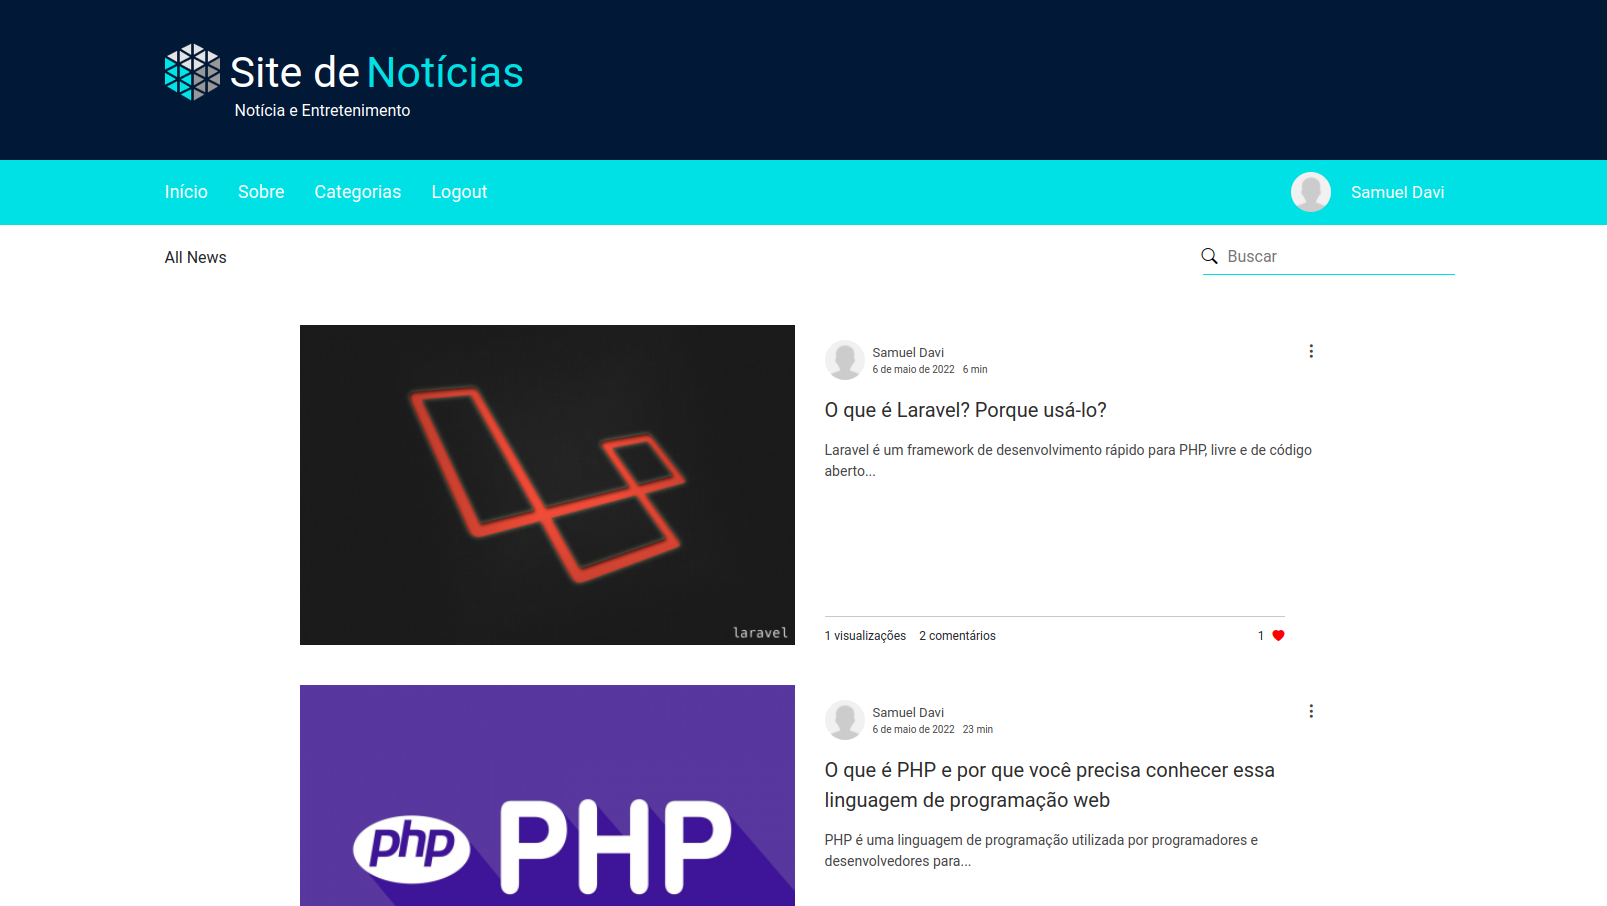 Site de Notícias
Notícia e Entretenimento
Início Sobre Categorias Logout Samuel Davi
All News
Buscar
laravel
Samuel Davi
6 de maio de 2022 6 min
O que é Laravel? Porque usá-lo?
Laravel é um framework de desenvolvimento rápido para PHP, livre e de código
aberto...
1 visualizações 2 comentários 1
php PHP
Samuel Davi
6 de maio de 2022 23 min
O que é PHP e por que você precisa conhecer essa
linguagem de programação web
PHP é uma linguagem de programação utilizada por programadores e
desenvolvedores para...